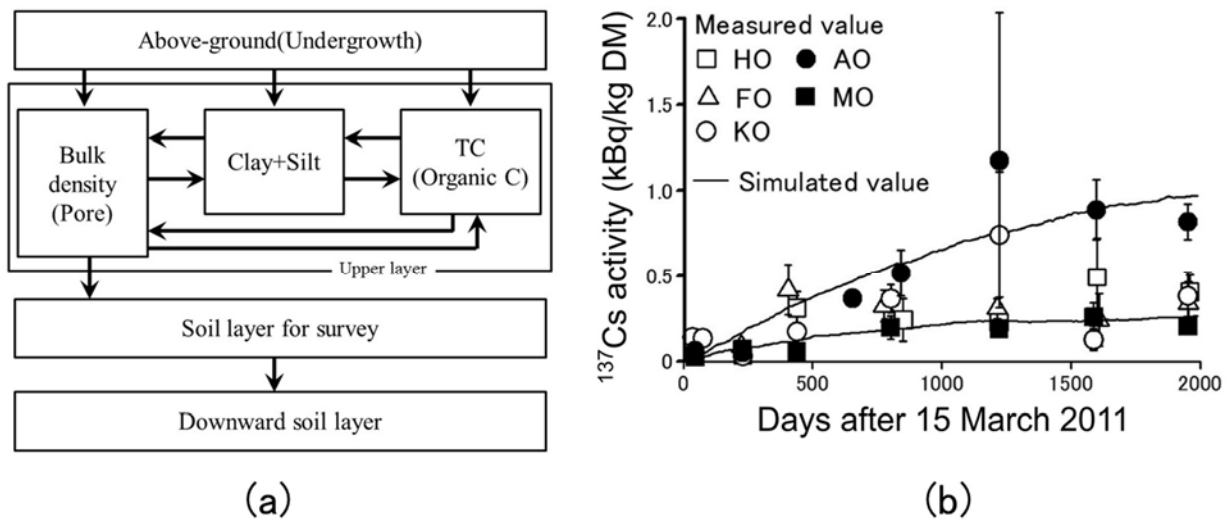 Above-ground(Undergrowth)
Bulk
density
(Pore)
Clay+Silt
TC
(Organic C)
Upper layer
Soil layer for survey
Downward soil layer
(a)
¹³⁷Cs activity (kBq/kg DM)
2.0
1.5
1.0
0.5
0
Measured value
HO AO
FO MO
KO
Simulated value
0 500 1000 1500 2000
Days after 15 March 2011
(b)